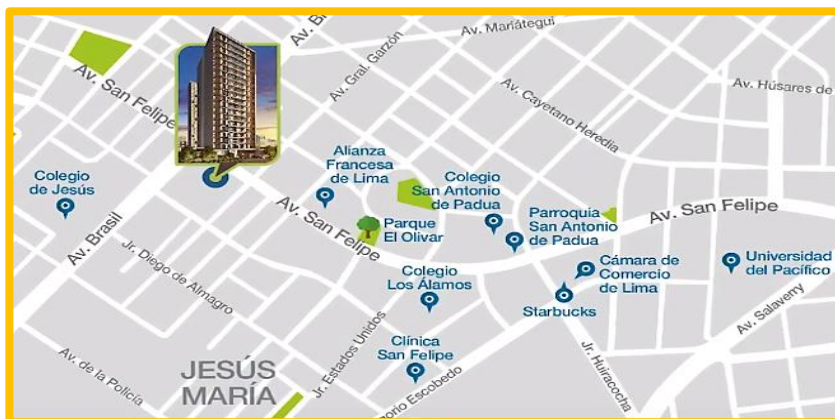 Av. Mariátegui
Av. Gral. Garzón
Av. San Felipe
Av. Húsares de
Av. Cayetano Heredia
Alianza
Francesa
de Lima
Colegio
de Jesús
Colegio
San Antonio
de Padua
Av. San Felipe
Parque
El Olivar
Parroquia
San Antonio
de Padua
Av. San Felipe
Av. Brasil
Jr. Diego de Almagro
Colegio
Los Álamos
Cámara de
Comercio
de Lima
Universidad
del Pacífico
Starbucks
Av. Salaverry
Jr. Estados Unidos
Clínica
San Felipe
Jr. Huiracocha
Av. de la Policía
JESÚS
MARÍA
Escobedo